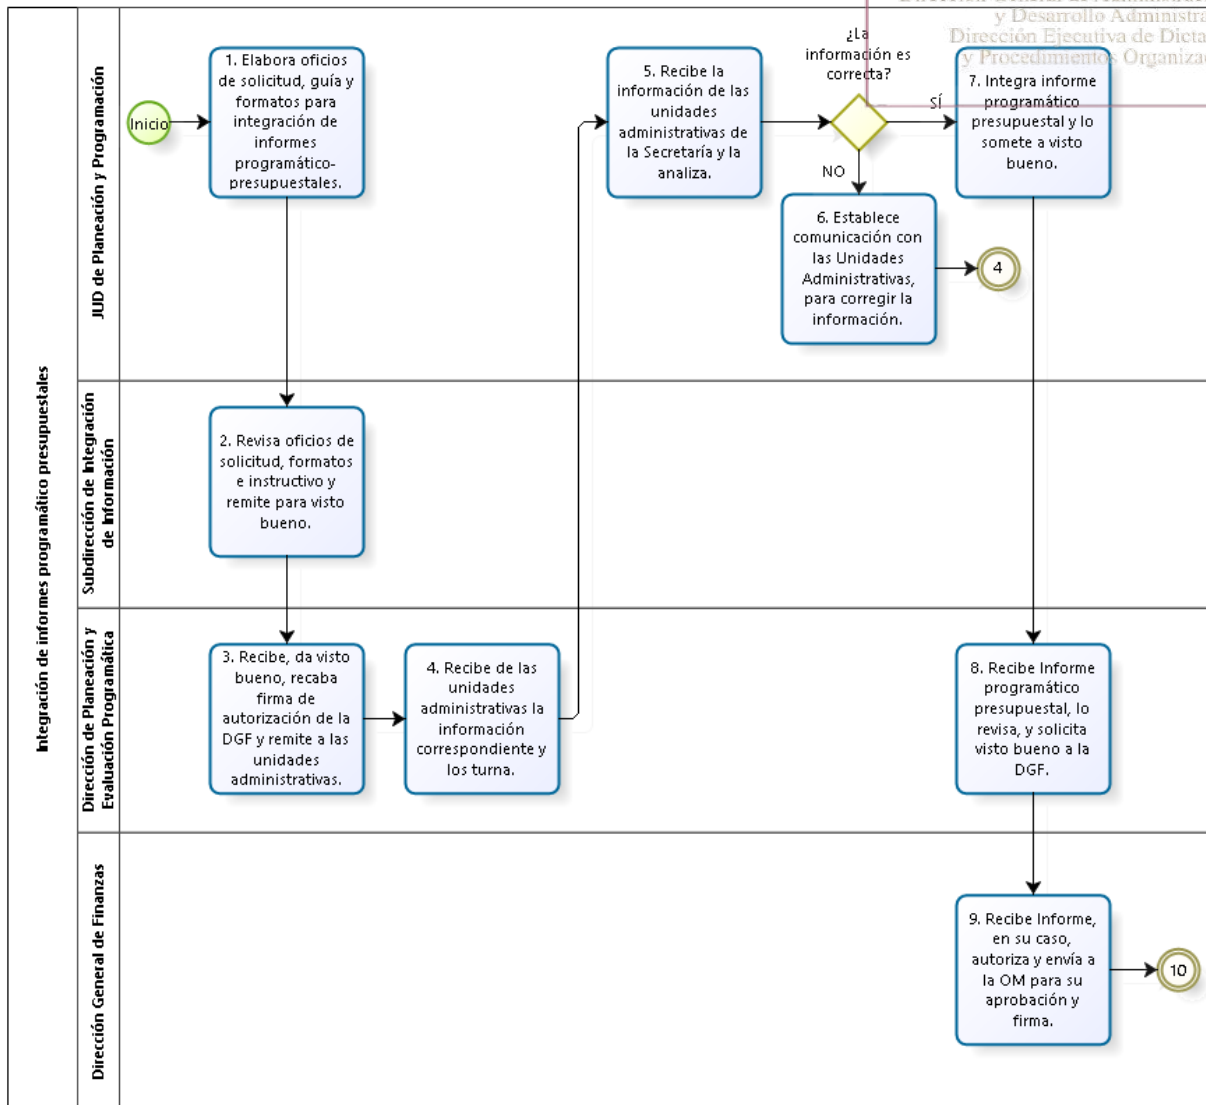 y Desarrollo Administra
Dirección Ejecutiva de Dicta
y Procedimientos Organiza
Integración de informes programático presupuestales
JUD de Planeación y Programación
Inicio
1. Elabora oficios
de solicitud, guía y
formatos para
integración de
informes
programático-
presupuestales.
5. Recibe la
información de las
unidades
administrativas de
la Secretaría y la
analiza.
¿La
información es
correcta?
SÍ
NO
7. Integra informe
programático
presupuestal y lo
somete a visto
bueno.
6. Establece
comunicación con
las Unidades
Administrativas,
para corregir la
información.
4
Subdirección de Integración
de Información
2. Revisa oficios de
solicitud, formatos
e instructivo y
remite para visto
bueno.
Dirección de Planeación y
Evaluación Programática
3. Recibe, da visto
bueno, recaba
firma de
autorización de la
DGF y remite a las
unidades
administrativas.
4. Recibe de las
unidades
administrativas la
información
correspondiente y
los turna.
8. Recibe Informe
programático
presupuestal, lo
revisa, y solicita
visto bueno a la
DGF.
Dirección General de Finanzas
9. Recibe Informe,
en su caso,
autoriza y envía a
la OM para su
aprobación y
firma.
10